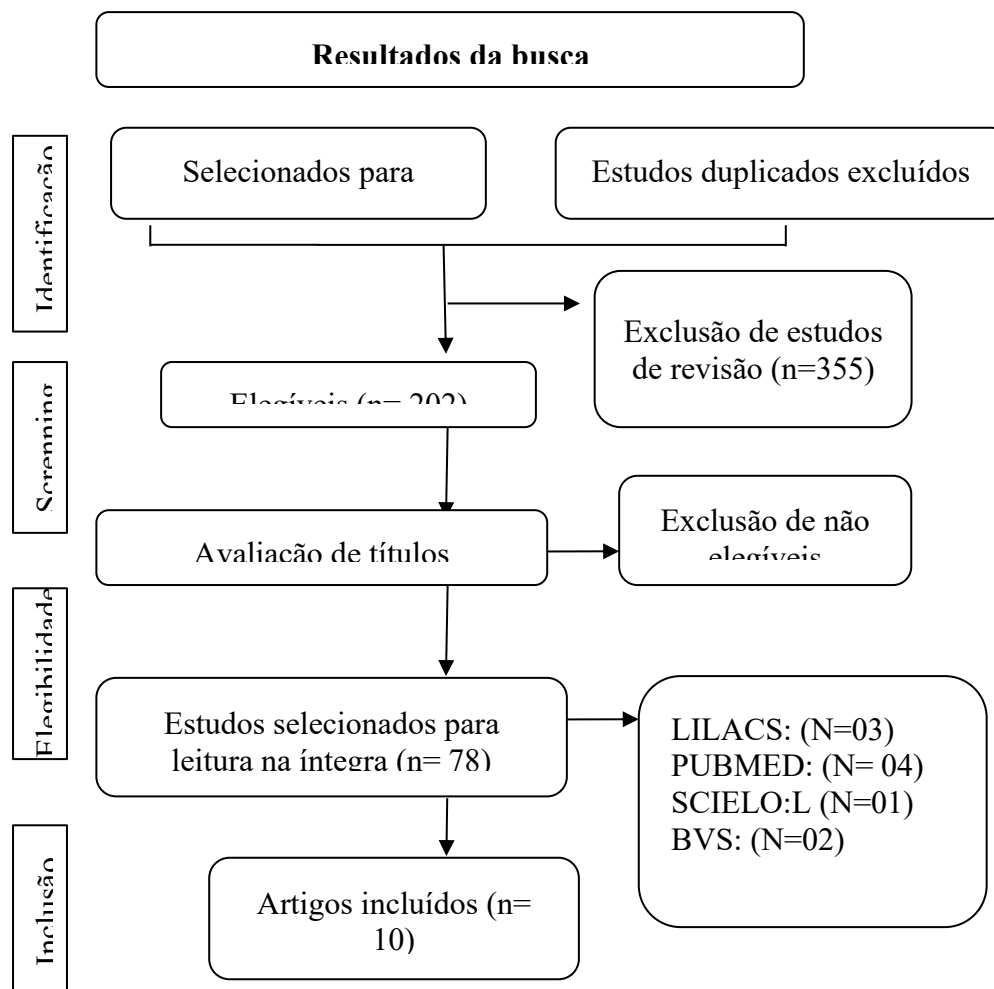 Resultados da busca
Identificação
Selecionados para
Estudos duplicados excluídos
Exclusão de estudos
de revisão (n=355)
Screnning
Elegíveis (n= 202)
Avaliação de títulos
Exclusão de não
elegíveis
Elegibilidade
Estudos selecionados para
leitura na íntegra (n= 78)
LILACS: (N=03)
PUBMED: (N= 04)
SCIELO:L (N=01)
BVS: (N=02)
Inclusão
Artigos incluídos (n=
10)